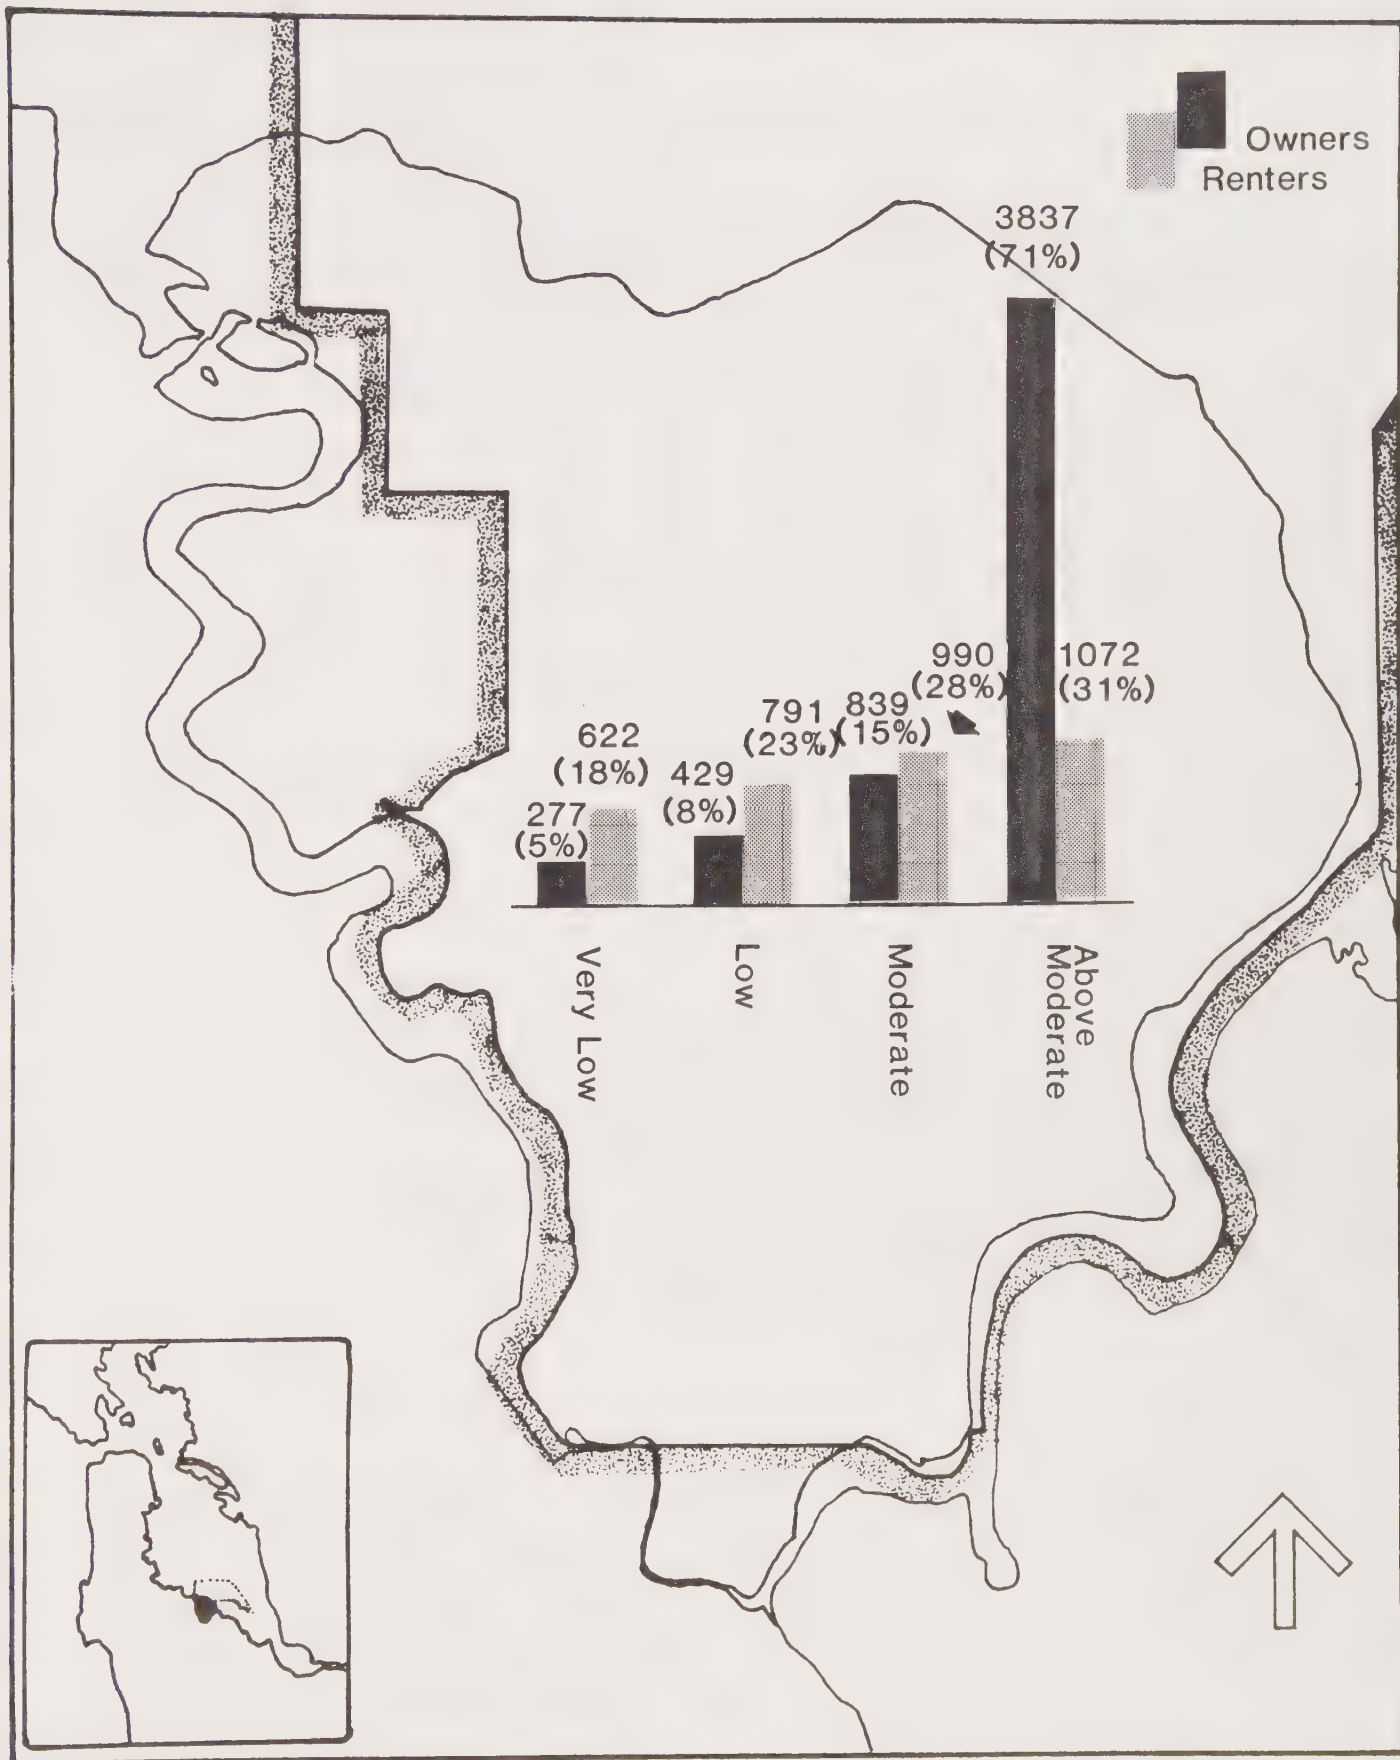 Owners
Renters
3837
(71%)
990
(28%)
1072
(31%)
791
(23%)
839
(15%)
622
(18%)
429
(8%)
277
(5%)
Very Low
Low
Moderate
Above
Moderate